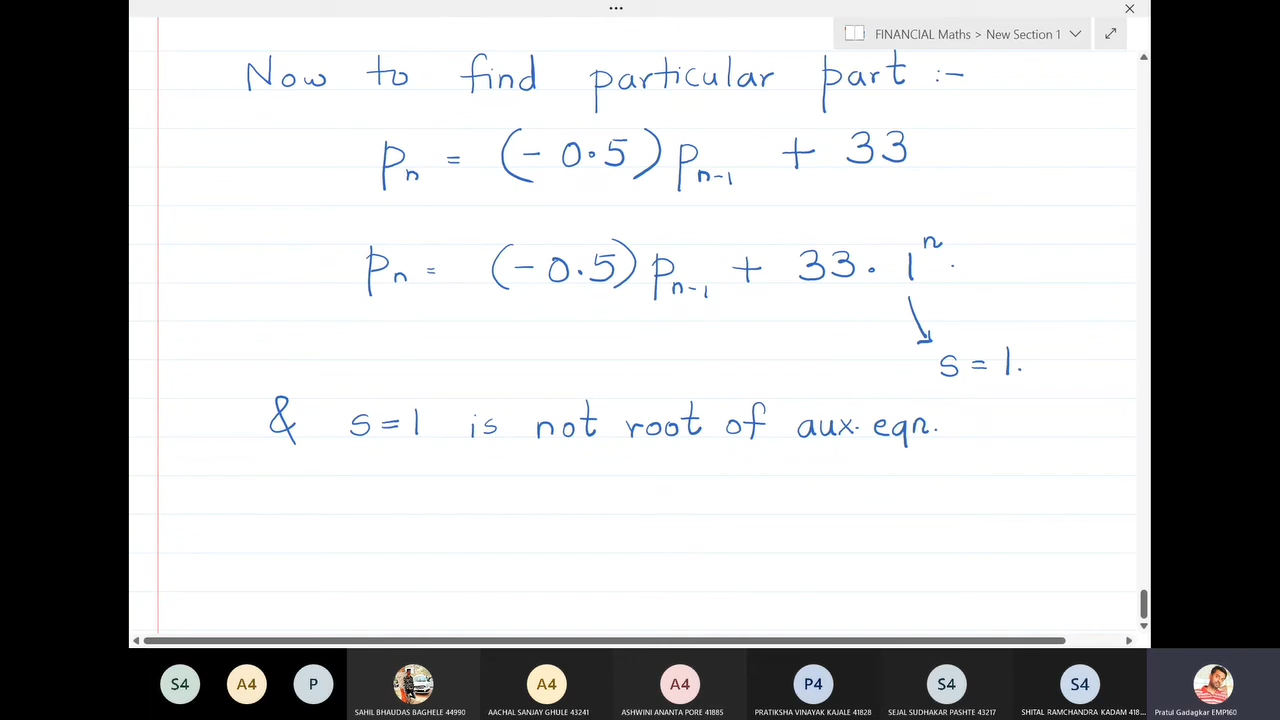 ...
FINANCIAL Maths > New Section 1
Now to find particular part :-
pₙ = (-0.5) pₙ₋₁ + 33
pₙ = (-0.5) pₙ₋₁ + 33 · 1ⁿ.
s = 1.
& s = 1 is not root of aux. eqn.
S4 A4 P A4 A4 P4 S4 S4
SAHIL BHAUDAS BAGHELE 44990 AACHAL SANJAY GHULE 43241 ASHWINI ANANTA PORE 41885 PRATIKSHA VINAYAK KAJALE 41828 SEJAL SUDHAKAR PASHTE 43217 SHITAL RAMCHANDRA KADAM 418... Pratul Gadagkar EMP160